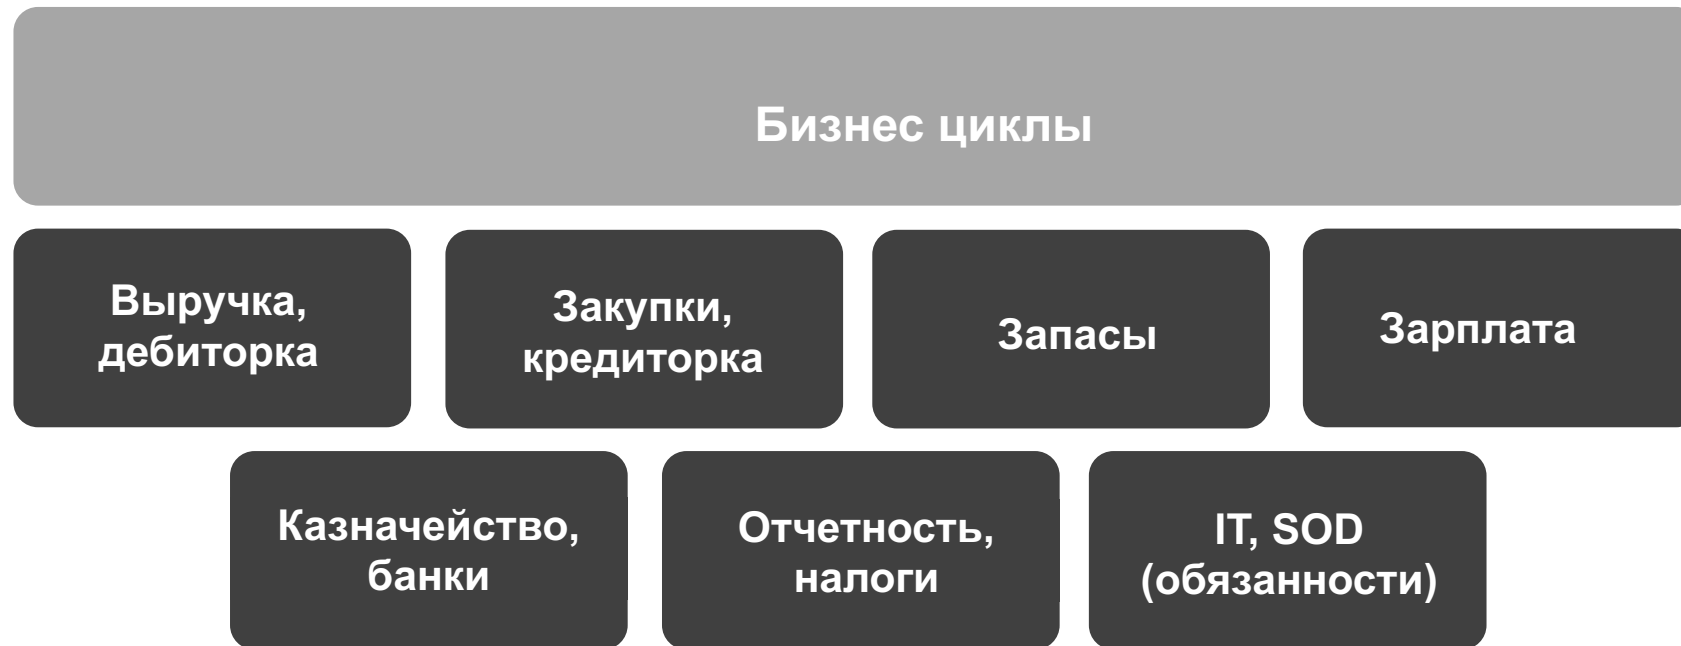 Бизнес циклы
Выручка,
дебиторка
Закупки,
кредиторка
Запасы
Зарплата
Казначейство,
банки
Отчетность,
налоги
IT, SOD
(обязанности)